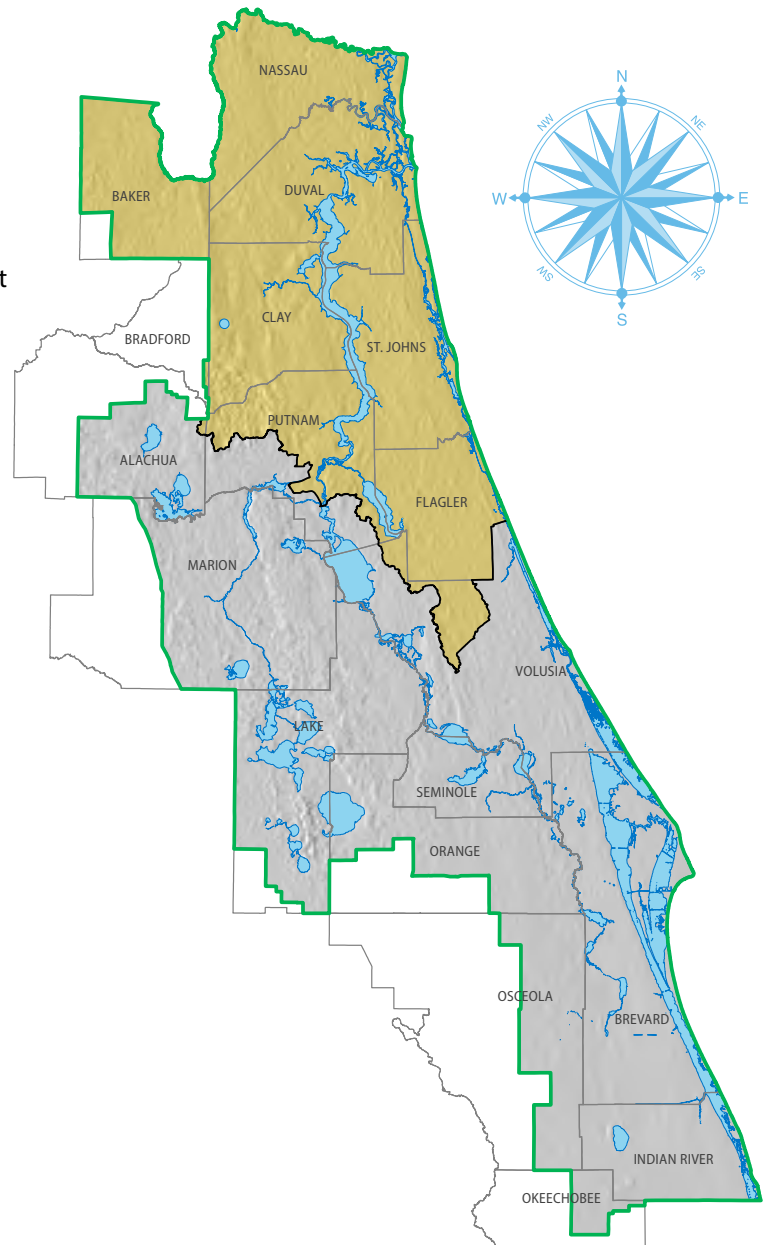 N
NASSAU
NW
NE
BAKER
DUVAL
W
E
t
SW
SE
CLAY
S
BRADFORD
ST. JOHNS
PUTNAM
ALACHUA
FLAGLER
MARION
VOLUSIA
LAKE
SEMINOLE
ORANGE
OSCEOLA
BREVARD
INDIAN RIVER
OKEECHOBEE